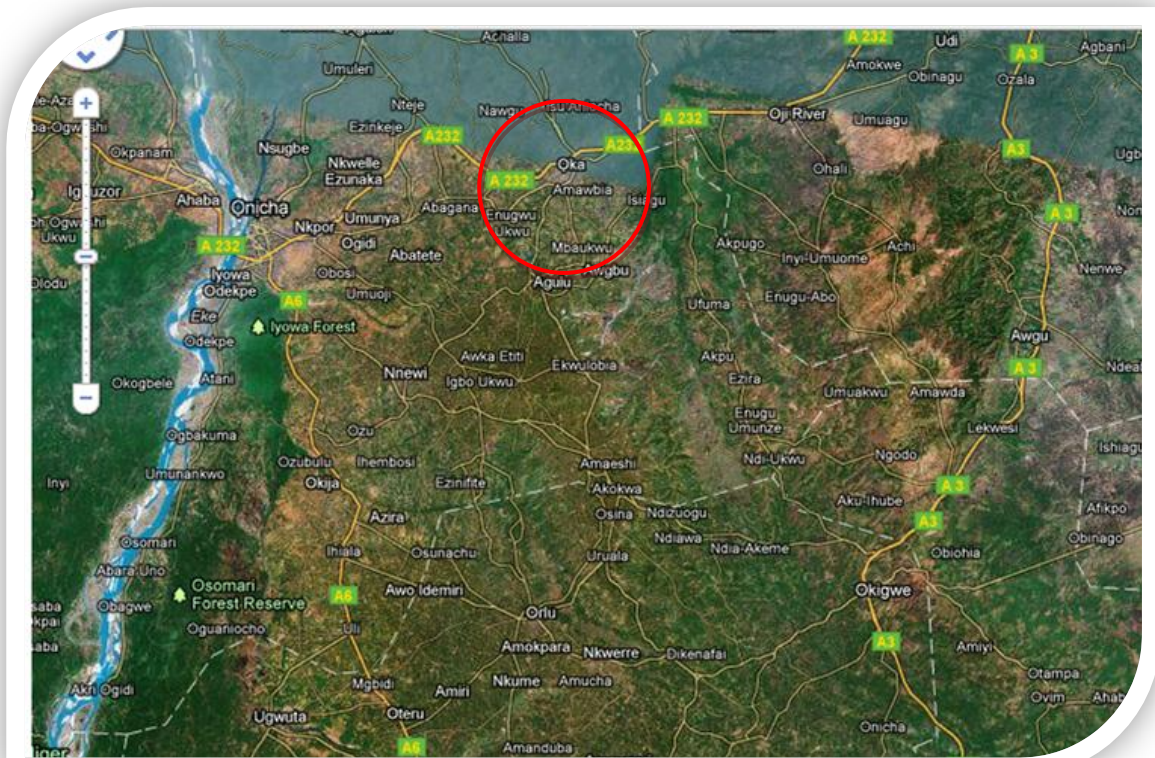 Achalla
A 232
Udi
Agbani
A 3
Umuleri
Amokwe
Obinagu
Ozala
Nteje
Nawgu
A 232
Oji River
Umuagu
Okpanam
Nsugbe
Ezinkeje
A232
A232
A3
Nkwelle
Ezunaka
Oka
Ohali
Ahaba
Onicha
A 232
Amawbia
Isiagu
Abagana
Enugwu
Ukwu
A 3
Nkpor
Umunya
Ogidi
Abatete
Mbaukwu
Akpugo
Achi
Inyi-Umuome
A 232
Iyowa
Odekpe
Obosi
Umuoji
Agulu
Awgbu
Nenwe
A6
Eke
Ufuma
Enugu-Abo
Iyowa Forest
Odekpe
Awgu
Awka Etiti
Ekwulobia
Akpu
A 3
Okogbele
Atani
Nnewi
Igbo Ukwu
Ezira
Umuakwu
Amawda
Enugu
Umunze
Ogbakuma
Ozu
Lekwesi
Inyi
Umunankwo
Ozubulu
Ihembosi
Amaeshi
Ndi-Ukwu
Ngodo
Okija
Ezinifite
Akokwa
A 3
Aku-Ihube
Azira
Osina
Ndizuogu
Afikpo
A3
Osomari
Ihiala
Osunachu
Uruala
Ndiawa
Ndia-Akeme
Obiohia
Obinago
Abara-Uno
Osomari
Forest Reserve
A6
Awo Idemiri
Okigwe
Obagwe
Orlu
Oguaniocho
Uli
Amokpara
Nkwerre
Dikenafai
A3
Amiyi
Akri Ogidi
Mgbidi
Amiri
Nkume
Amucha
Otampa
Ovim
Ugwuta
Oteru
Onicha
A6
Amanduba